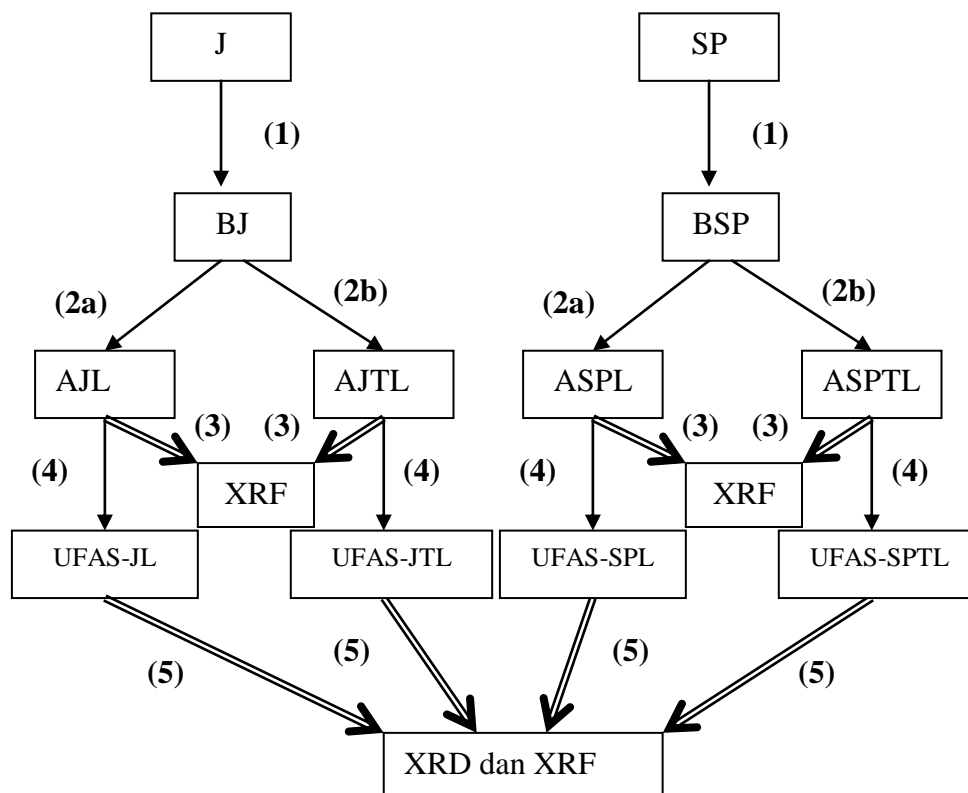 J
SP
(1)
(1)
BJ
BSP
(2a)
(2b)
(2a)
(2b)
AJL
AJTL
ASPL
ASPTL
(3)
(3)
(3)
(3)
(4)
(4)
(4)
(4)
XRF
XRF
UFAS-JL
UFAS-JTL
UFAS-SPL
UFAS-SPTL
(5)
(5)
(5)
(5)
XRD dan XRF